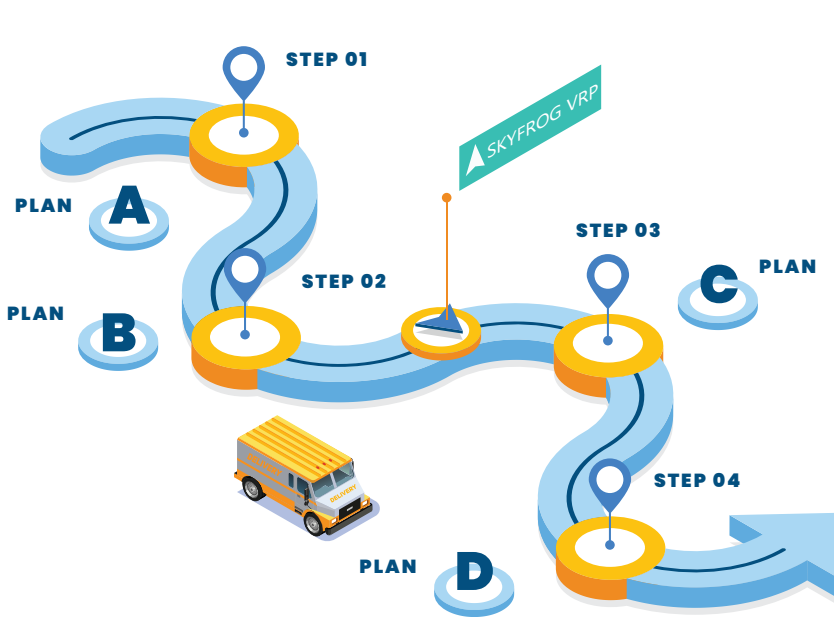 STEP 01
SKYFROG VRP
PLAN
A
STEP 02
STEP 03
PLAN
C
PLAN
B
DELIVERY
STEP 04
PLAN
D